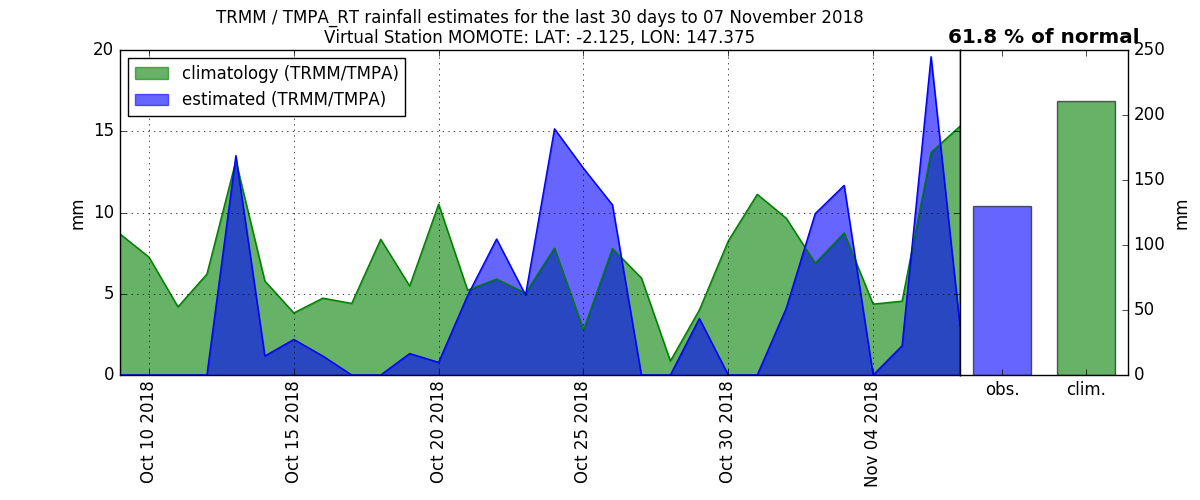 TRMM / TMPA_RT rainfall estimates for the last 30 days to 07 November 2018
Virtual Station MOMOTE: LAT: -2.125, LON: 147.375
61.8 % of normal
climatology (TRMM/TMPA)
estimated (TRMM/TMPA)
mm
20
15
10
5
0
Oct 10 2018
Oct 15 2018
Oct 20 2018
Oct 25 2018
Oct 30 2018
Nov 04 2018
obs.
clim.
250
200
150
100
50
0
mm